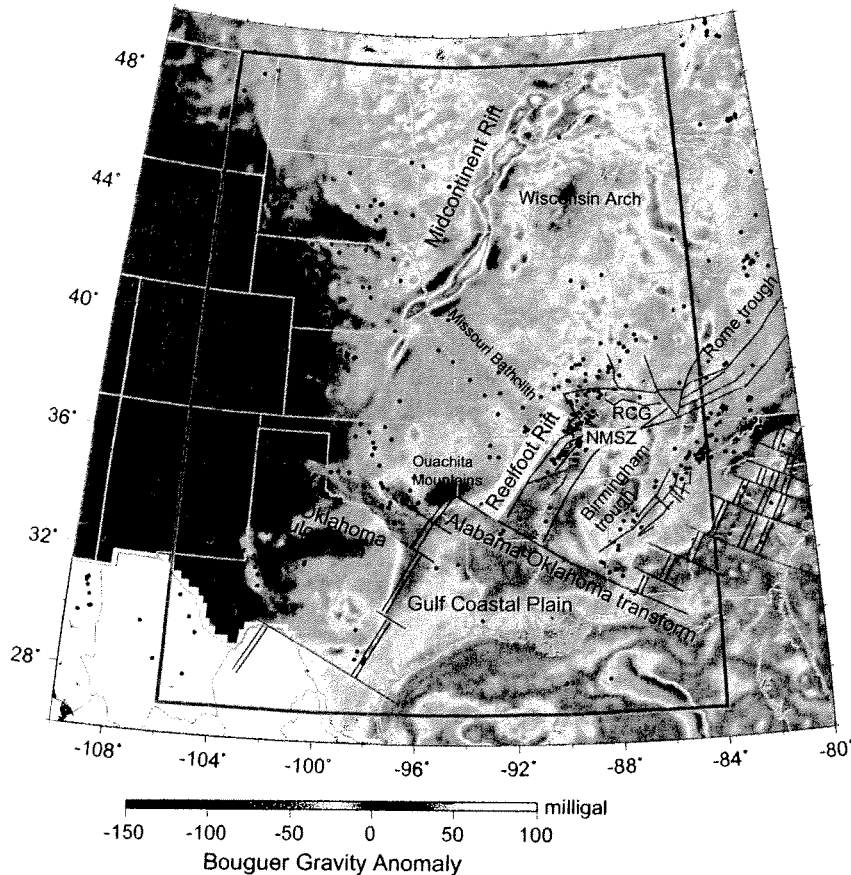 48°
44°
40°
36°
32°
28°
Midcontinent Rift
Wisconsin Arch
Missouri Batholith
Rome trough
RCG
NMSZ
Reelfoot Rift
Birmingham
trough
Ouachita
Mountains
Oklahoma
Alabama-Oklahoma transform
Gulf Coastal Plain
-108°
-104°
-100°
-96°
-92°
-88°
-84°
-80°
milligal
-150
-100
-50
0
50
100
Bouguer Gravity Anomaly